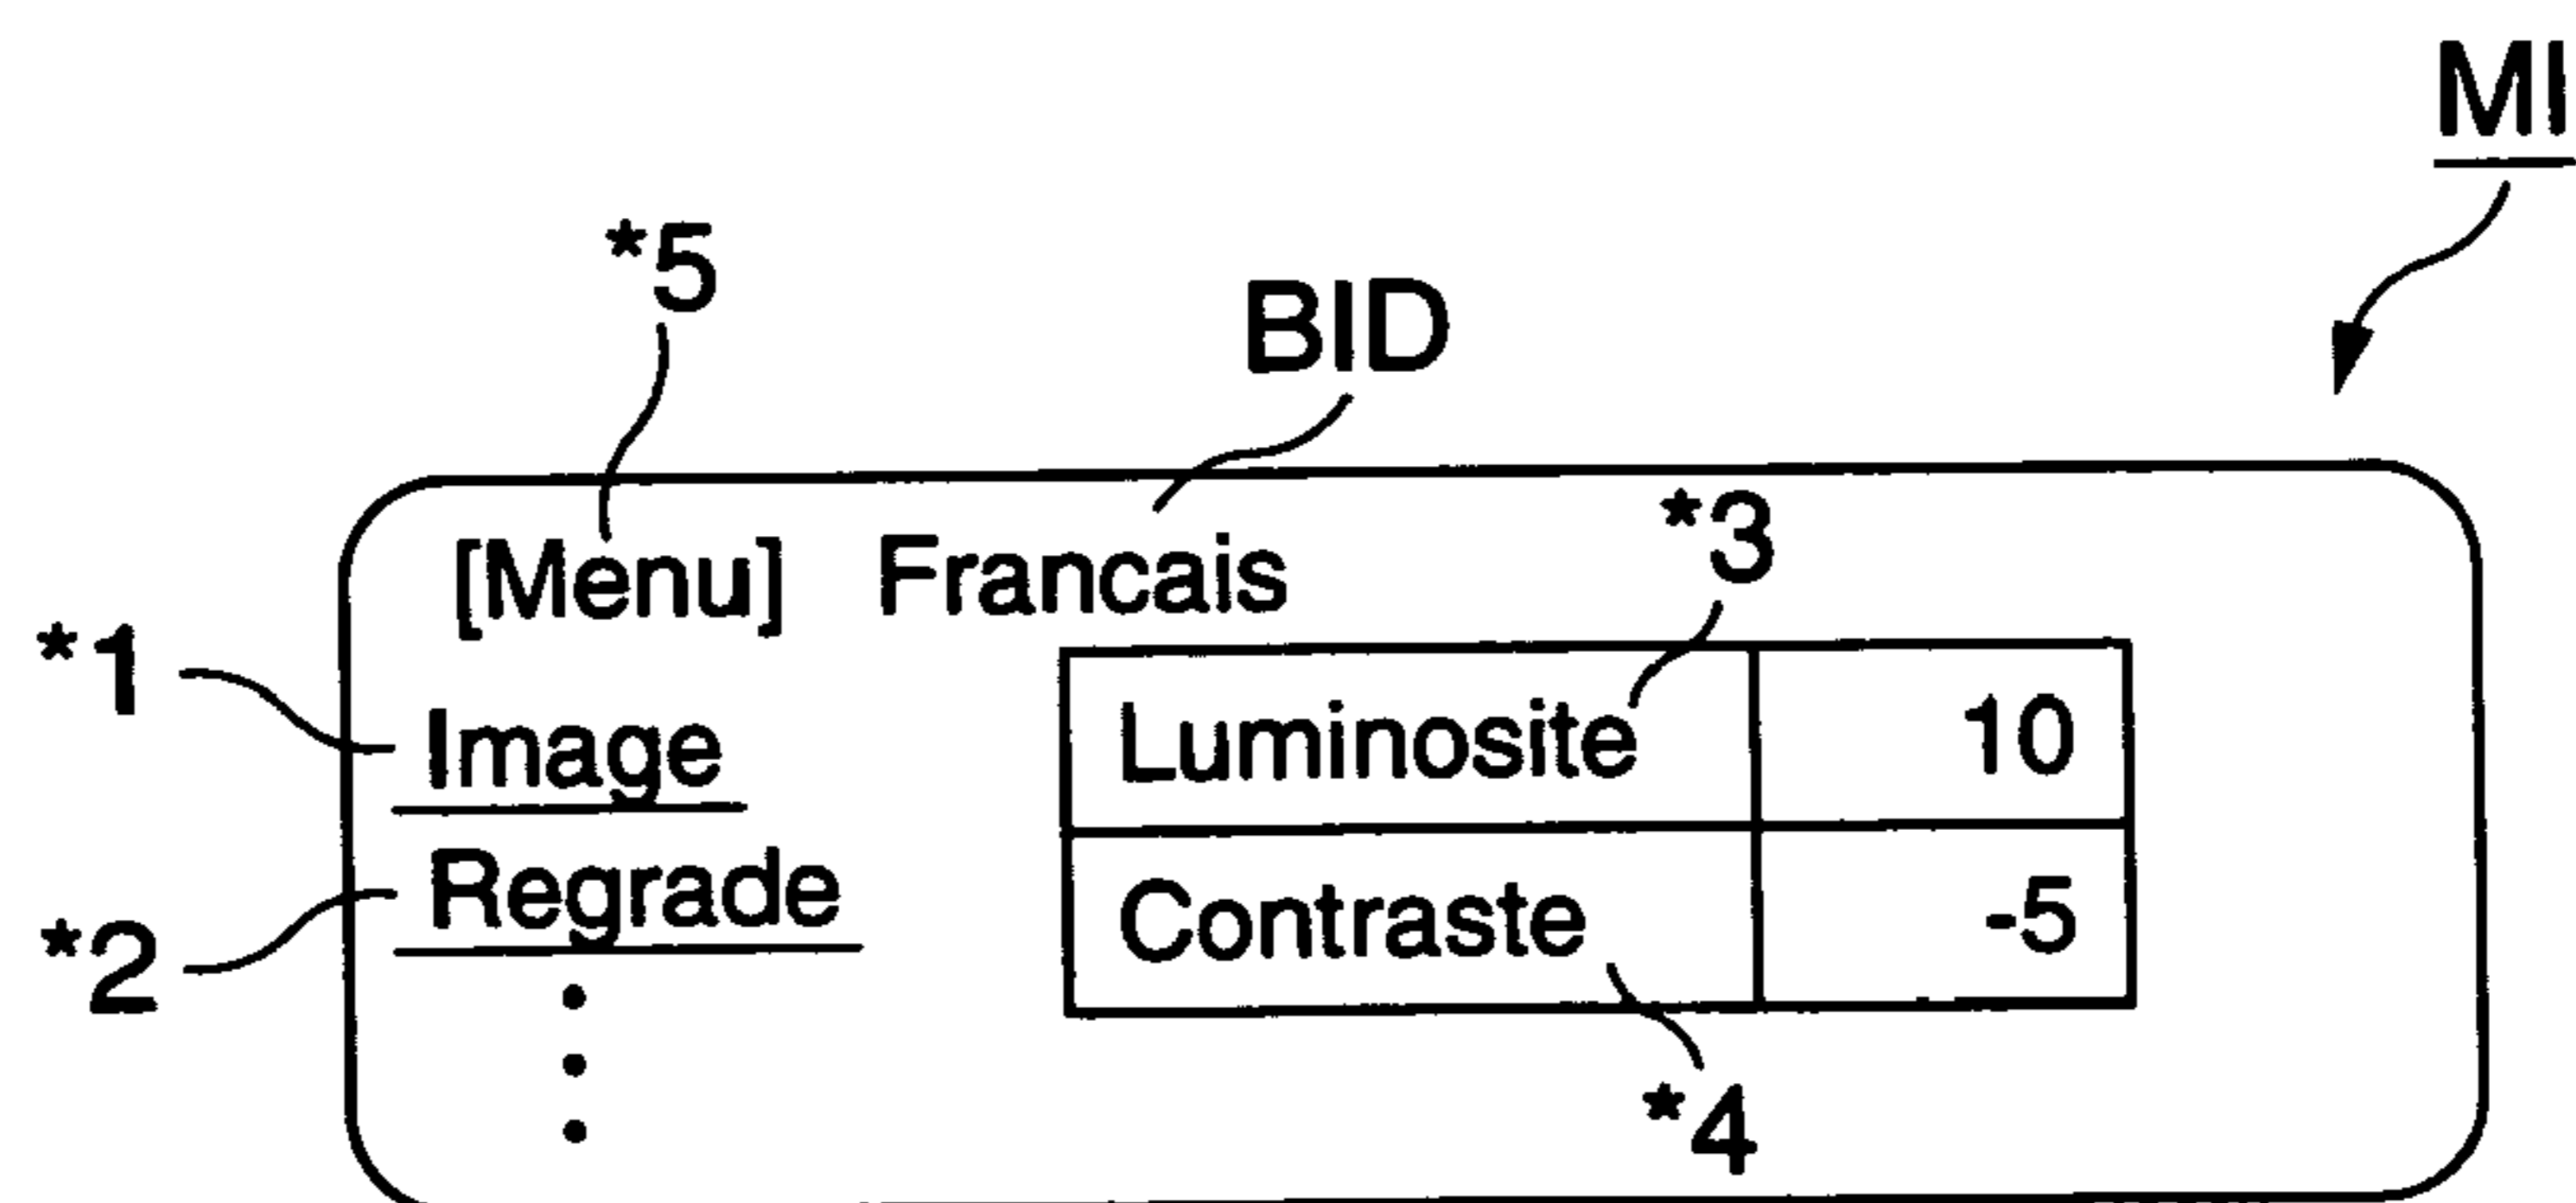 MI
*5
BID
[Menu] Francais
*3
*1
Image
Luminosite 10
*2
Regrade
Contraste -5
*4